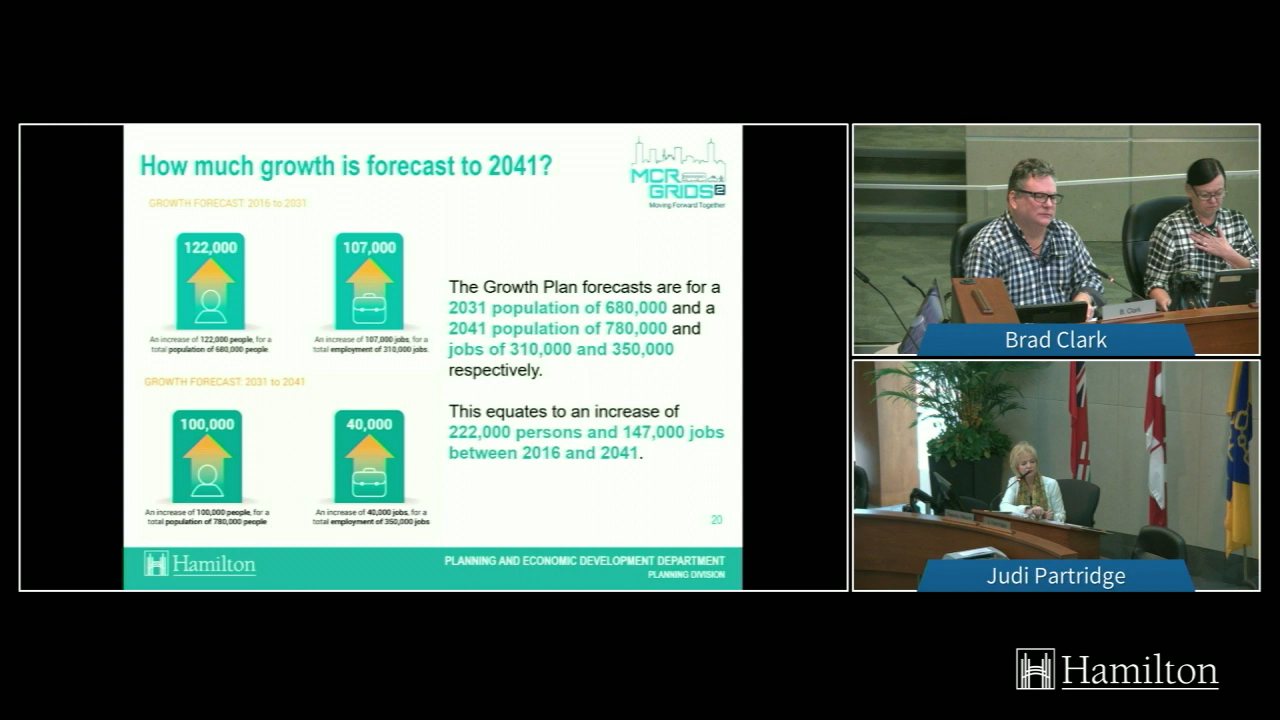 How much growth is forecast to 2041?
MCR
GRIDS2
Moving Forward Together
GROWTH FORECAST: 2016 to 2031
122,000
An increase of 122,000 people, for a
total population of 680,000 people.
107,000
An increase of 107,000 jobs, for a
total employment of 310,000 jobs.
GROWTH FORECAST: 2031 to 2041
100,000
An increase of 100,000 people, for a
total population of 780,000 people
40,000
An increase of 40,000 jobs, for a
total employment of 350,000 jobs
The Growth Plan forecasts are for a
2031 population of 680,000 and a
2041 population of 780,000 and
jobs of 310,000 and 350,000
respectively.
This equates to an increase of
222,000 persons and 147,000 jobs
between 2016 and 2041.
20
Hamilton
PLANNING AND ECONOMIC DEVELOPMENT DEPARTMENT
PLANNING DIVISION
B. Clark
Brad Clark
Judi Partridge
Hamilton